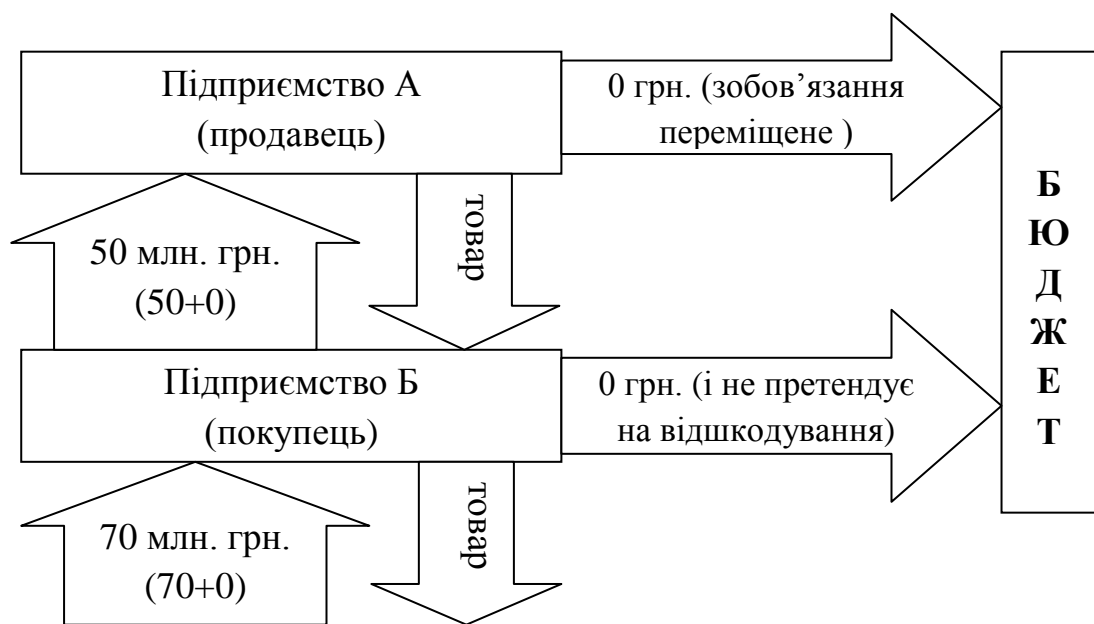 Підприємство А
(продавець)
0 грн. (зобов’язання
переміщене )
БЮДЖЕТ
50 млн. грн.
(50+0)
товар
Підприємство Б
(покупець)
0 грн. (і не претендує
на відшкодування)
70 млн. грн.
(70+0)
товар